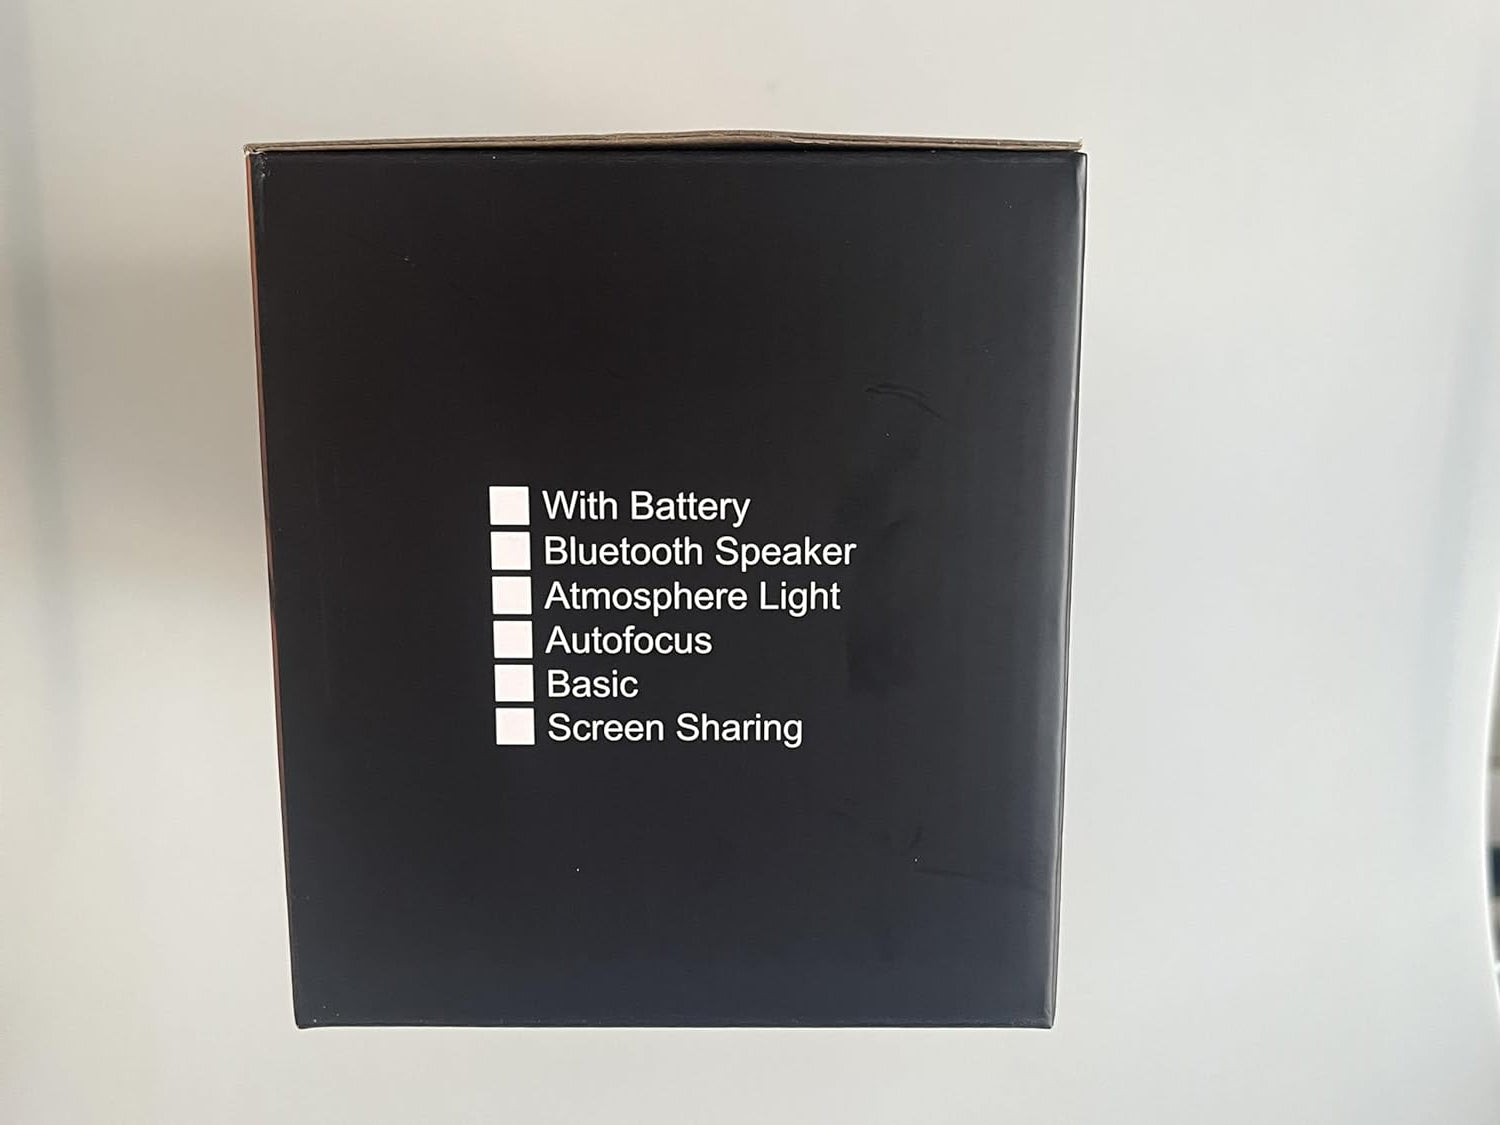 With Battery
Bluetooth Speaker
Atmosphere Light
Autofocus
Basic
Screen Sharing